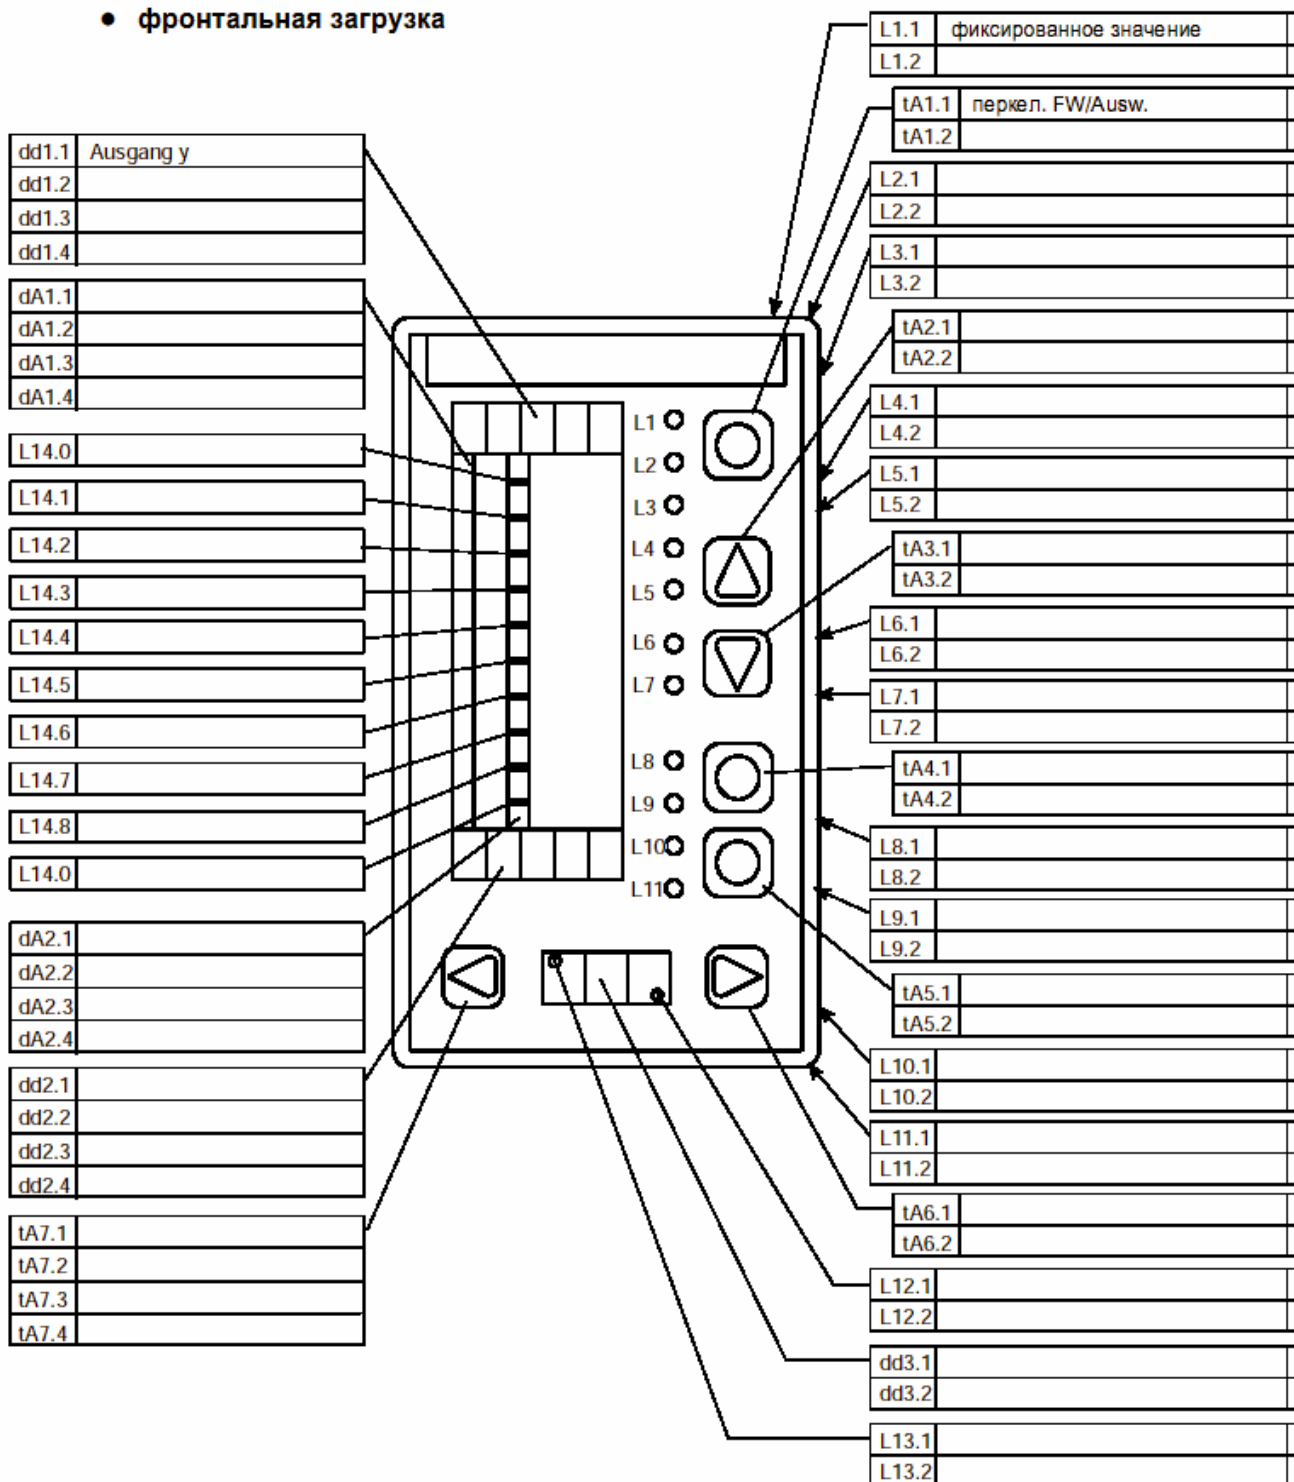 • фронтальная загрузка
dd1.1 Ausgang y
dd1.2
dd1.3
dd1.4
dA1.1
dA1.2
dA1.3
dA1.4
L14.0
L14.1
L14.2
L14.3
L14.4
L14.5
L14.6
L14.7
L14.8
L14.0
dA2.1
dA2.2
dA2.3
dA2.4
dd2.1
dd2.2
dd2.3
dd2.4
tA7.1
tA7.2
tA7.3
tA7.4
L1
L2
L3
L4
L5
L6
L7
L8
L9
L10
L11
L1.1 фиксированное значение
L1.2
tA1.1 перкел. FW/Ausw.
tA1.2
L2.1
L2.2
L3.1
L3.2
tA2.1
tA2.2
L4.1
L4.2
L5.1
L5.2
tA3.1
tA3.2
L6.1
L6.2
L7.1
L7.2
tA4.1
tA4.2
L8.1
L8.2
L9.1
L9.2
tA5.1
tA5.2
L10.1
L10.2
L11.1
L11.2
tA6.1
tA6.2
L12.1
L12.2
dd3.1
dd3.2
L13.1
L13.2